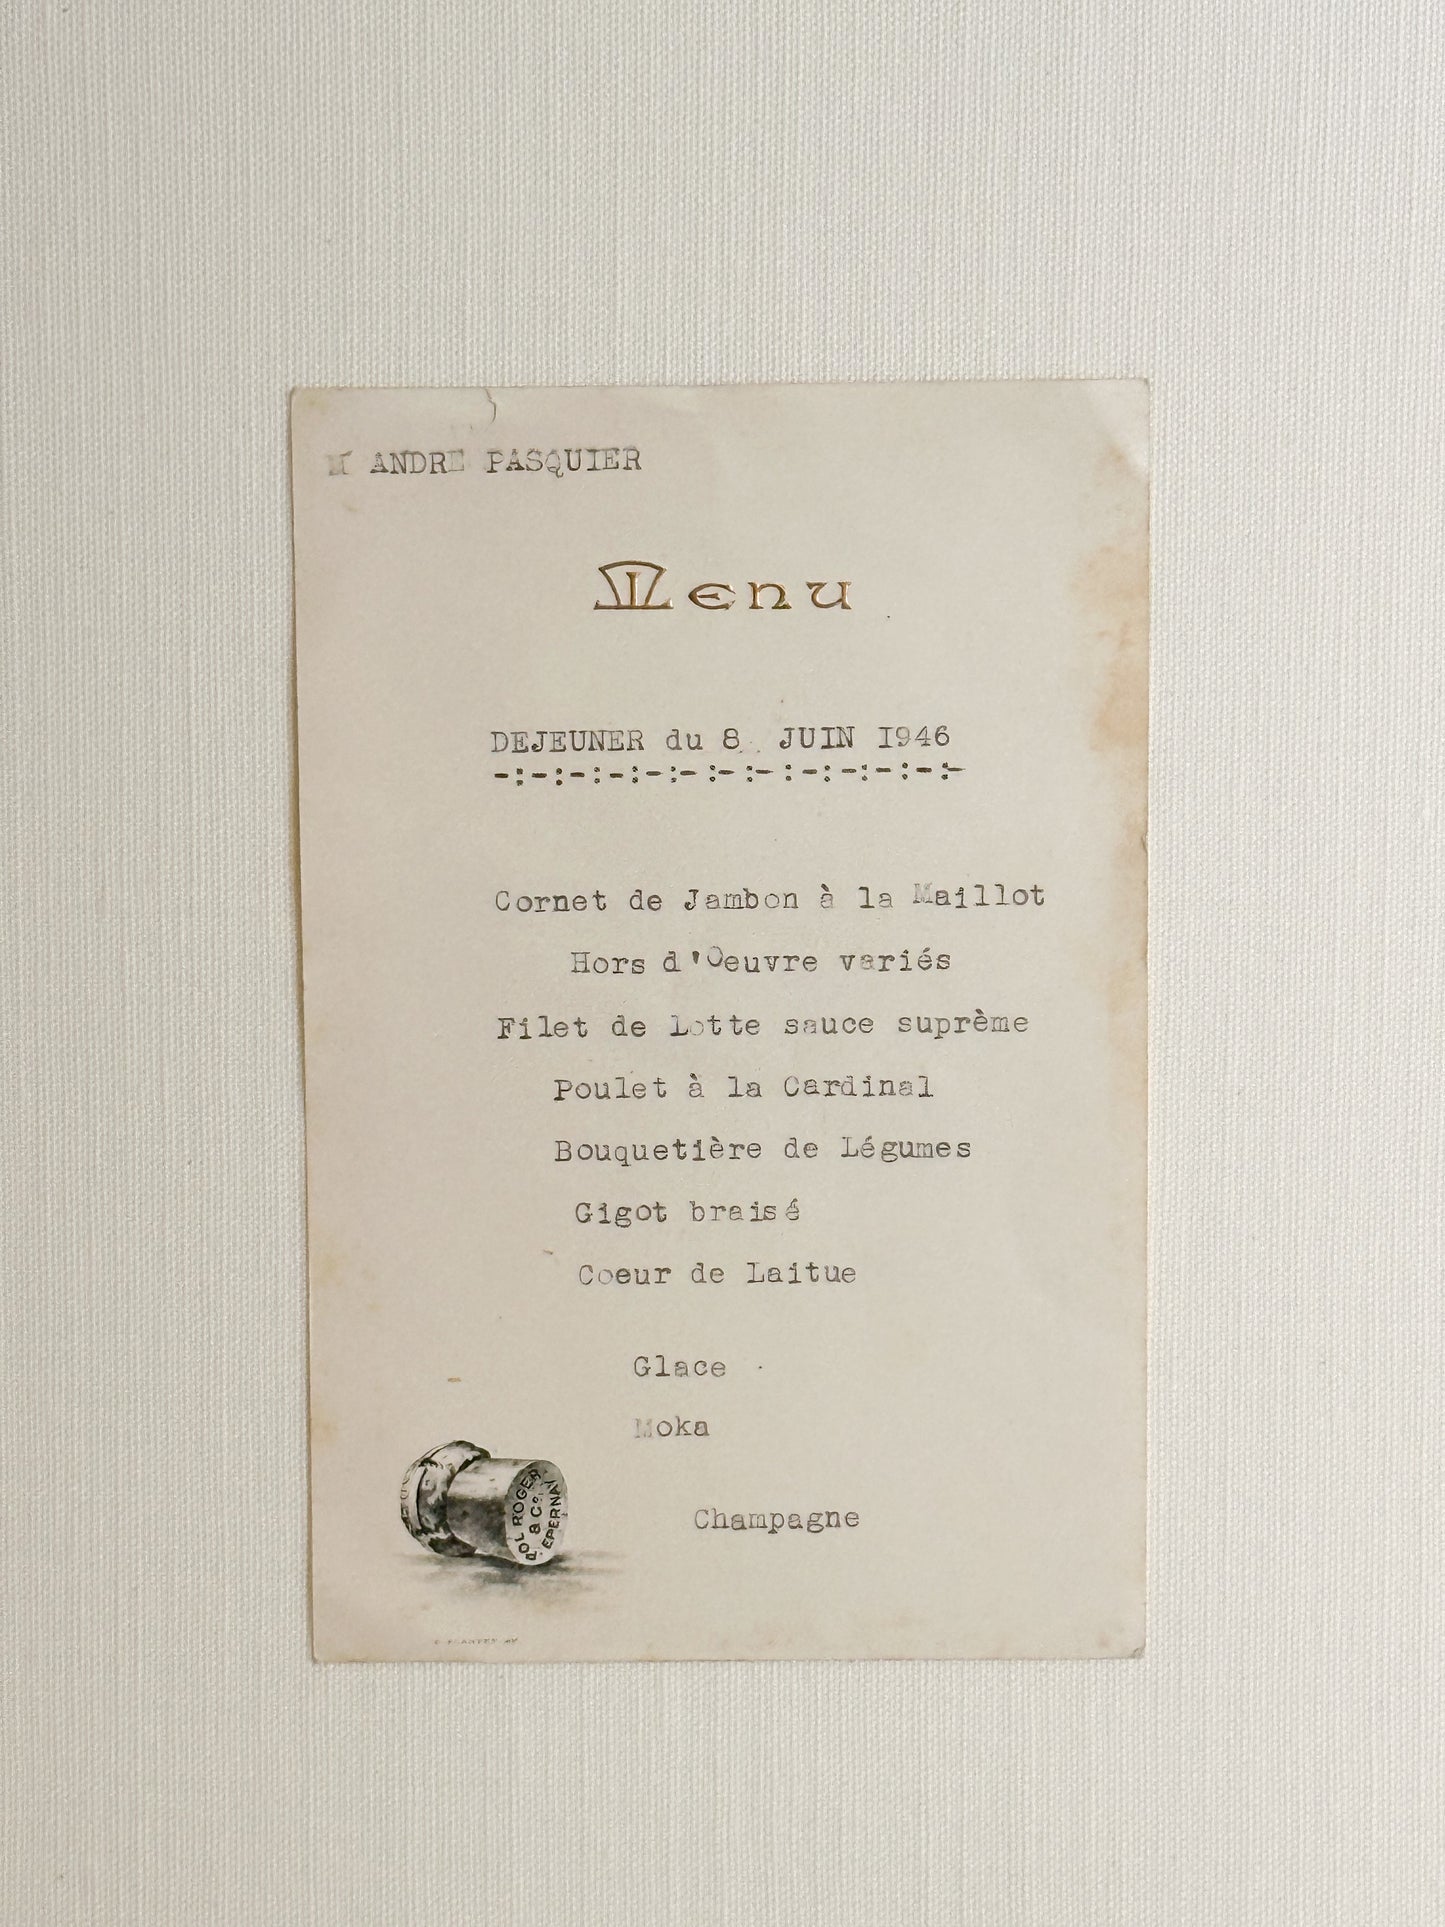 M ANDRE PASQUIER
Menu
DEJEUNER du 8 JUIN 1946
-:-:-:-:-:-:-:-:-:-:-:-:-
Cornet de Jambon à la Maillot
Hors d'Oeuvre variés
Filet de Lotte sauce suprème
Poulet à la Cardinal
Bouquetière de Légumes
Gigot braisé
Coeur de Laitue
Glace
Moka
Champagne
POL ROGER
& Co.
EPERNAY